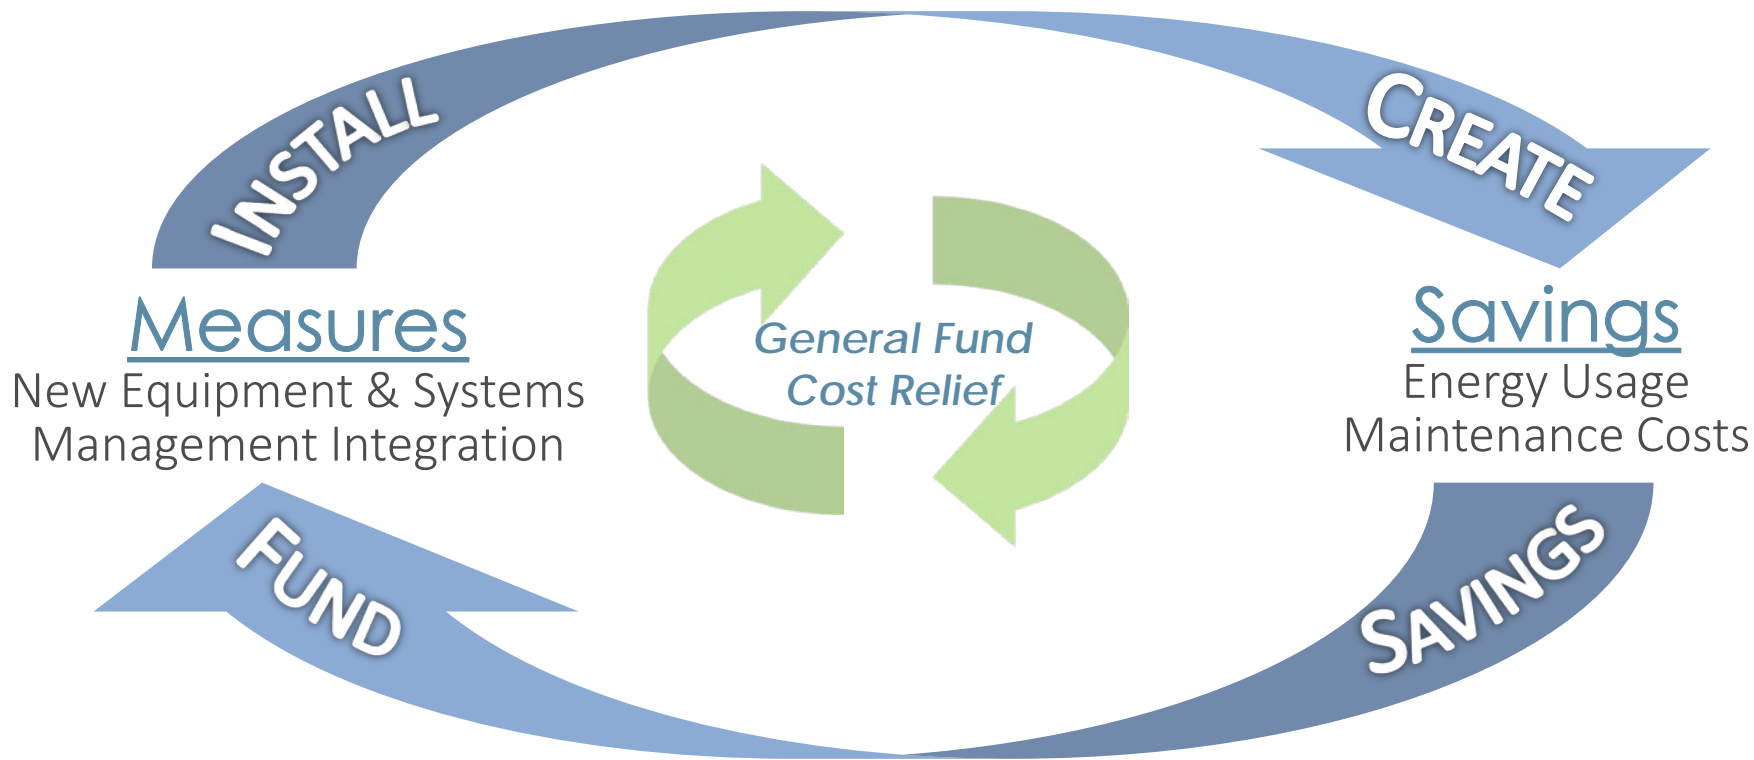 INSTALL
CREATE
Measures
New Equipment & Systems
Management Integration
General Fund
Cost Relief
Savings
Energy Usage
Maintenance Costs
FUND
SAVINGS